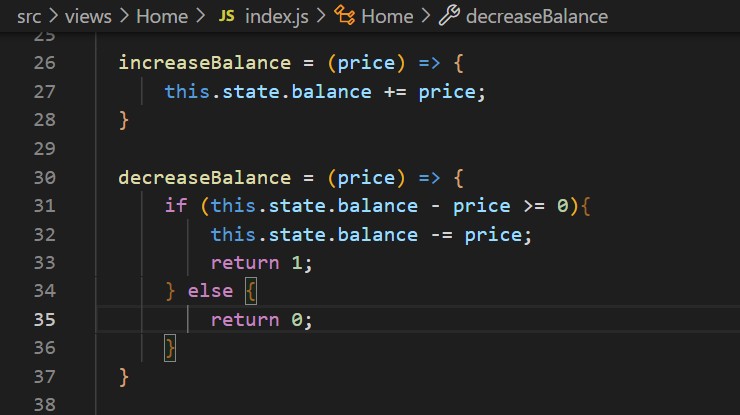 src > views > Home > JS index.js > Home > decreaseBalance
25
26 increaseBalance = (price) => {
27 this.state.balance += price;
28 }
29
30 decreaseBalance = (price) => {
31 if (this.state.balance - price >= 0){
32 this.state.balance -= price;
33 return 1;
34 } else {
35 return 0;
36 }
37 }
38